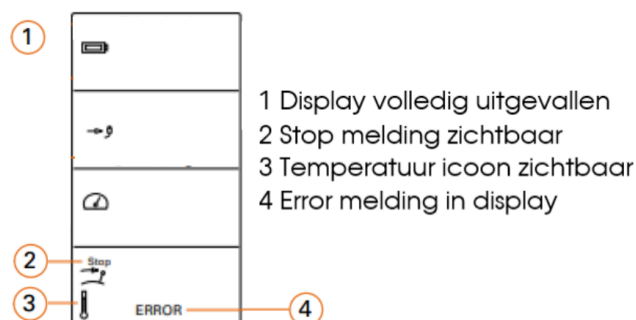 1
1 Display volledig uitgevallen
2 Stop melding zichtbaar
3 Temperatuur icoon zichtbaar
4 Error melding in display
2 Stop
3 ERROR 4